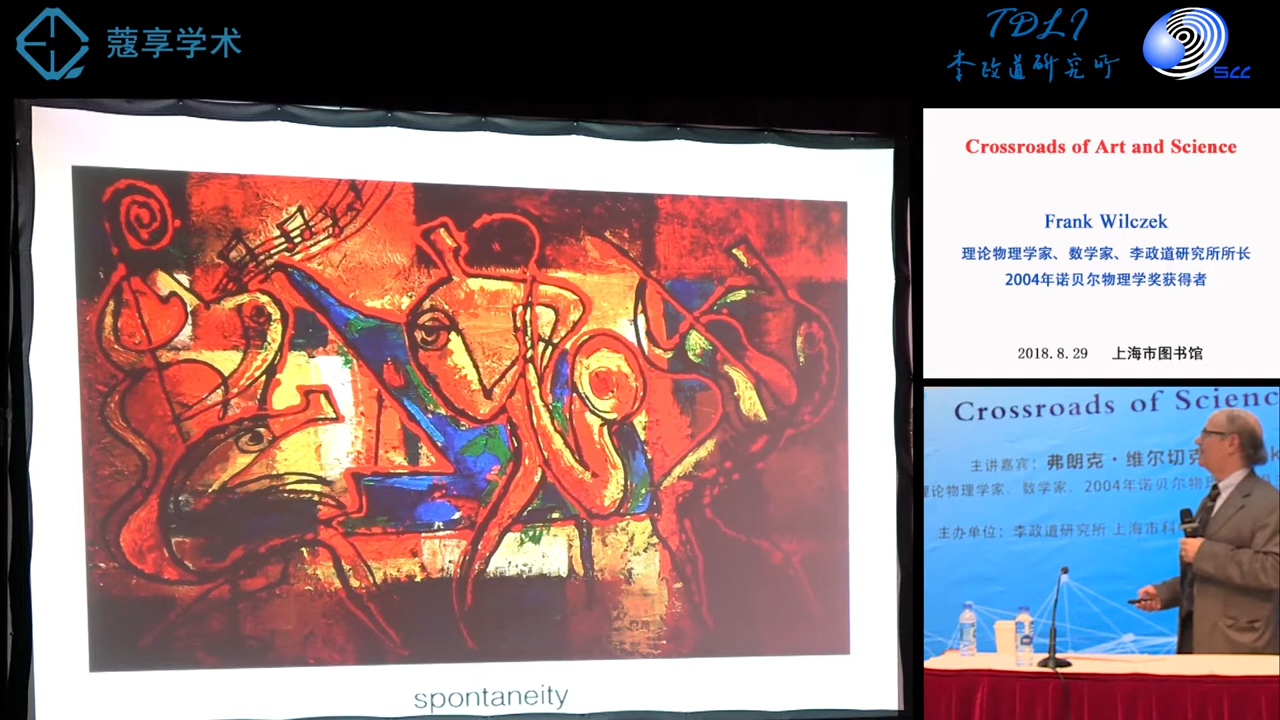 蔻享学术
TDLI
李政道研究所
SCC
Crossroads of Art and Science
Frank Wilczek
理论物理学家、数学家、李政道研究所所长
2004年诺贝尔物理学奖获得者
2018.8.29 上海市图书馆
spontaneity
Crossroads of Scienc
主讲嘉宾：弗朗克·维尔切克
理论物理学家、数学家、2004年诺贝尔物理
主办单位：李政道研究所 上海市科